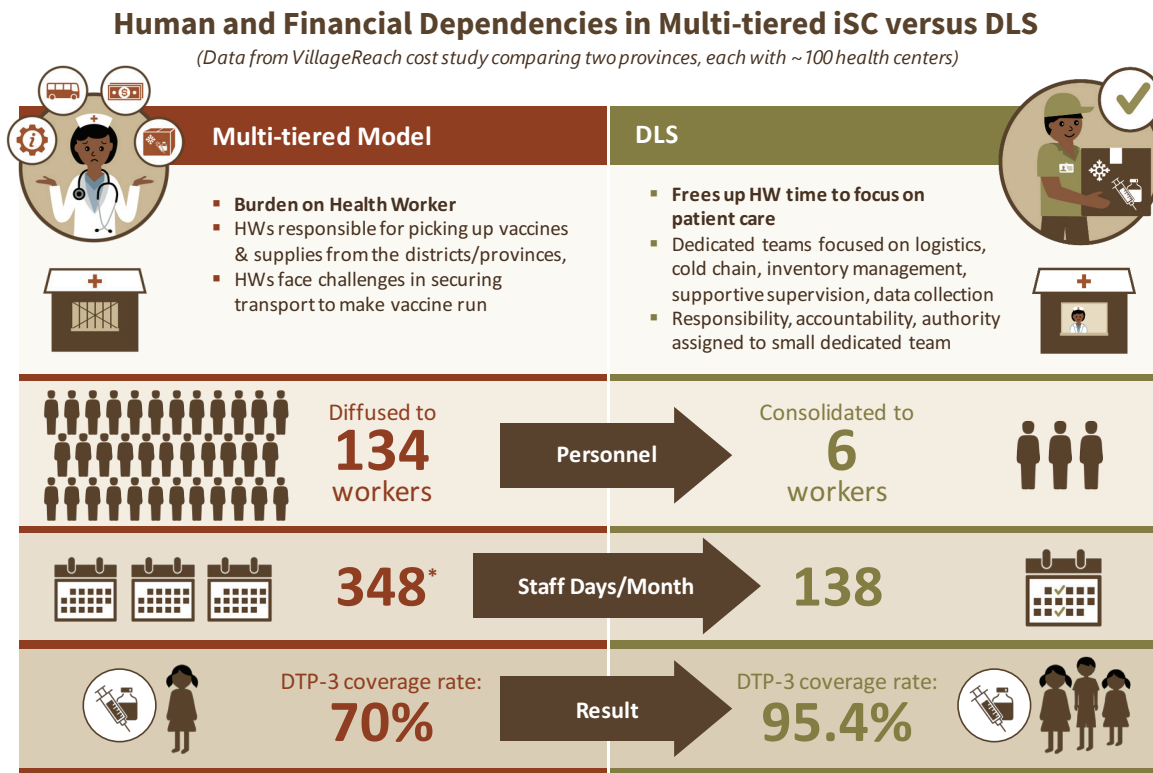 Human and Financial Dependencies in Multi-tiered iSC versus DLS
(Data from VillageReach cost study comparing two provinces, each with ~100 health centers)
Multi-tiered Model
▪ Burden on Health Worker
▪ HWs responsible for picking up vaccines
& supplies from the districts/provinces,
▪ HWs face challenges in securing
transport to make vaccine run
DLS
▪ Frees up HW time to focus on
patient care
▪ Dedicated teams focused on logistics,
cold chain, inventory management,
supportive supervision, data collection
▪ Responsibility, accountability, authority
assigned to small dedicated team
Diffused to
134
workers
Personnel
Consolidated to
6
workers
348*
Staff Days/Month
138
DTP-3 coverage rate:
70%
Result
DTP-3 coverage rate:
95.4%